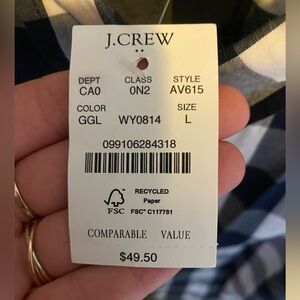 J.CREW
DEPT CLASS STYLE
CA0 0N2 AV615
COLOR SIZE
GGL WY0814 L
099106284318
RECYCLED
Paper
FSC FSC® C117781
COMPARABLE VALUE
$49.50